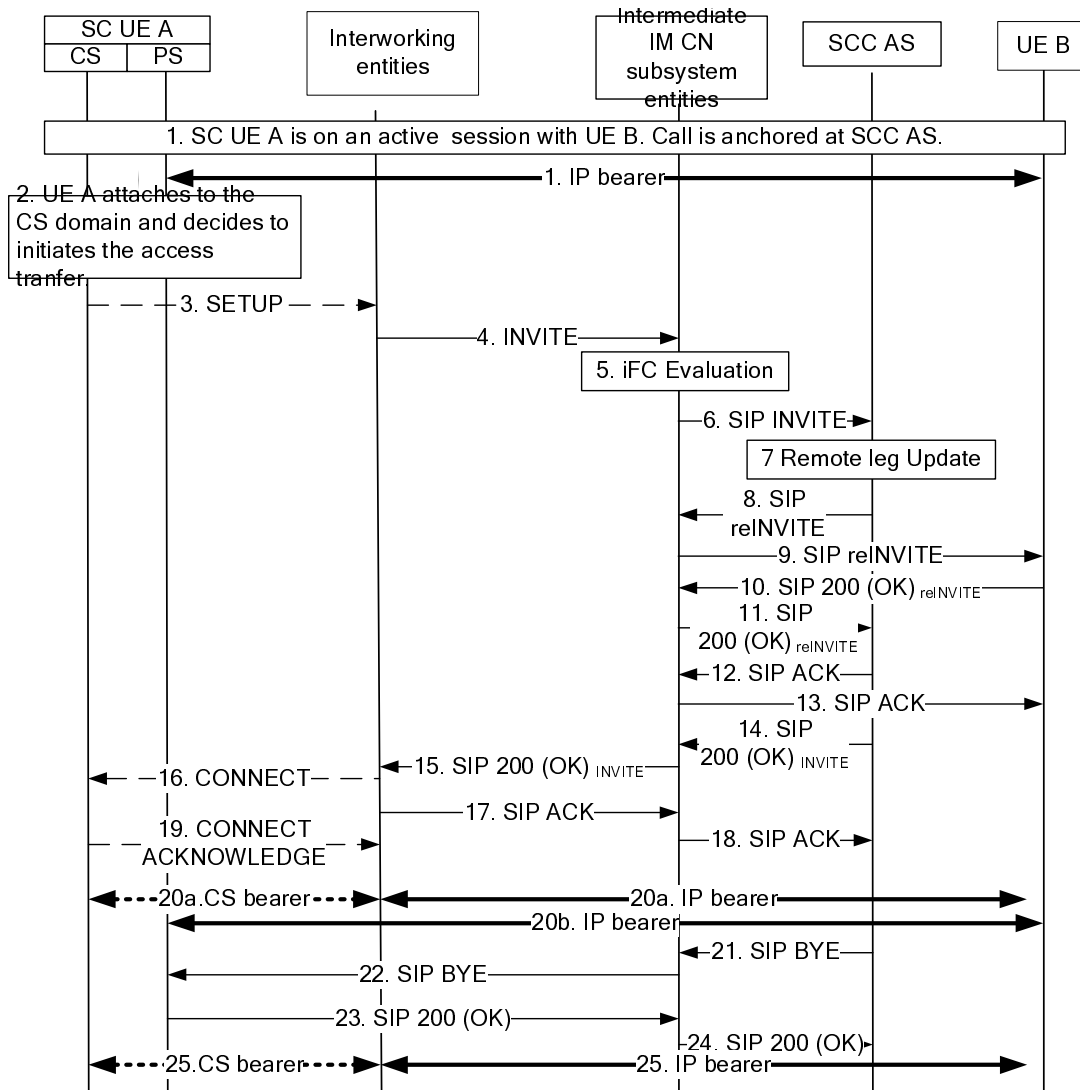 SC UE A
CS
PS
Interworking
entities
Intermediate
IM CN
subsystem
entities
SCC AS
UE B
1. SC UE A is on an active session with UE B. Call is anchored at SCC AS.
1. IP bearer
2. UE A attaches to the
CS domain and decides to
initiates the access
tranfer.
3. SETUP
4. INVITE
5. iFC Evaluation
6. SIP INVITE
7 Remote leg Update
8. SIP
reINVITE
9. SIP reINVITE
10. SIP 200 (OK) reINVITE
11. SIP
200 (OK) reINVITE
12. SIP ACK
13. SIP ACK
14. SIP
200 (OK) INVITE
15. SIP 200 (OK) INVITE
16. CONNECT
17. SIP ACK
19. CONNECT
ACKNOWLEDGE
18. SIP ACK
20a.CS bearer
20a. IP bearer
20b. IP bearer
21. SIP BYE
22. SIP BYE
23. SIP 200 (OK)
24. SIP 200 (OK)
25.CS bearer
25. IP bearer